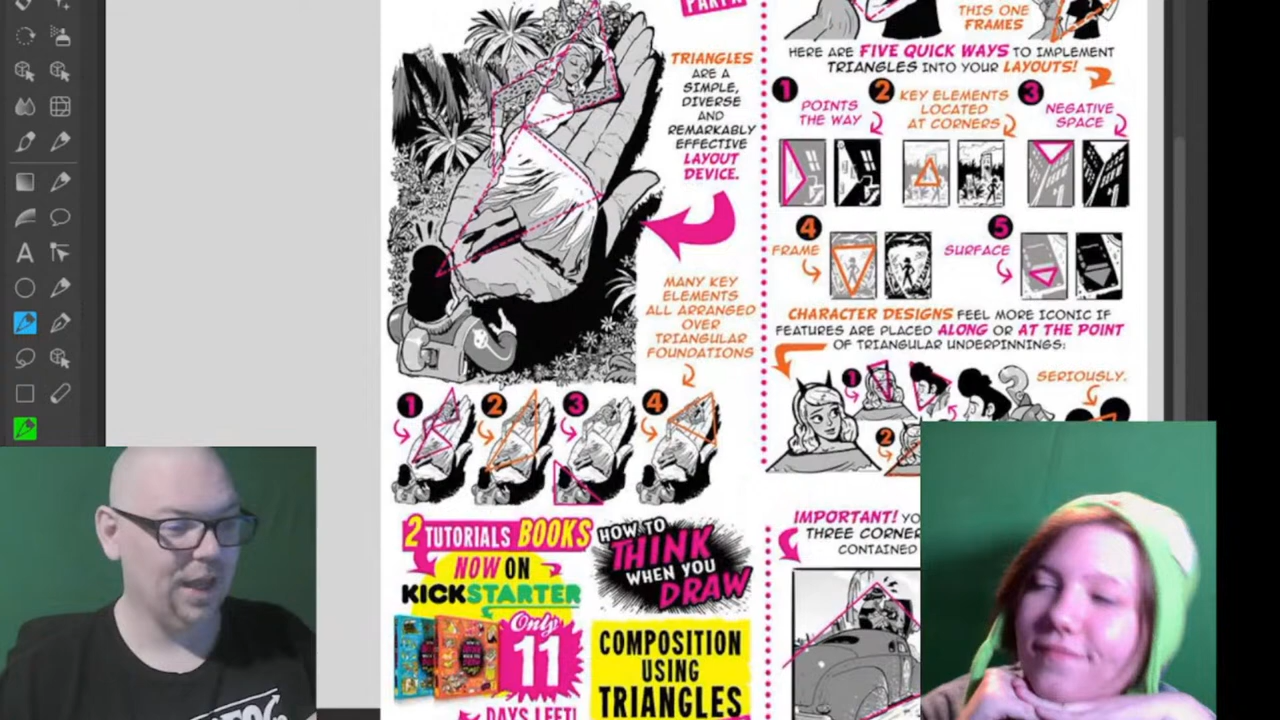 PART
TRIANGLES
ARE A
SIMPLE,
DIVERSE
AND
REMARKABLY
EFFECTIVE
LAYOUT
DEVICE.
MANY KEY
ELEMENTS
ALL ARRANGED
OVER
TRIANGULAR
FOUNDATIONS
1
2
3
4
2 TUTORIALS BOOKS
NOW ON
KICKSTARTER
Only
11
DAYS LEFT!
HOW TO
THINK
WHEN YOU
DRAW
COMPOSITION
USING
TRIANGLES
THIS ONE
FRAMES
HERE ARE FIVE QUICK WAYS TO IMPLEMENT
TRIANGLES INTO YOUR LAYOUTS!
1 POINTS
THE WAY
2 KEY ELEMENTS
LOCATED
AT CORNERS
3 NEGATIVE
SPACE
4
FRAME
5
SURFACE
CHARACTER DESIGNS FEEL MORE ICONIC IF
FEATURES ARE PLACED ALONG OR AT THE POINT
OF TRIANGULAR UNDERPINNINGS:
1
SERIOUSLY.
2
IMPORTANT!
THREE
CONTAINED
A